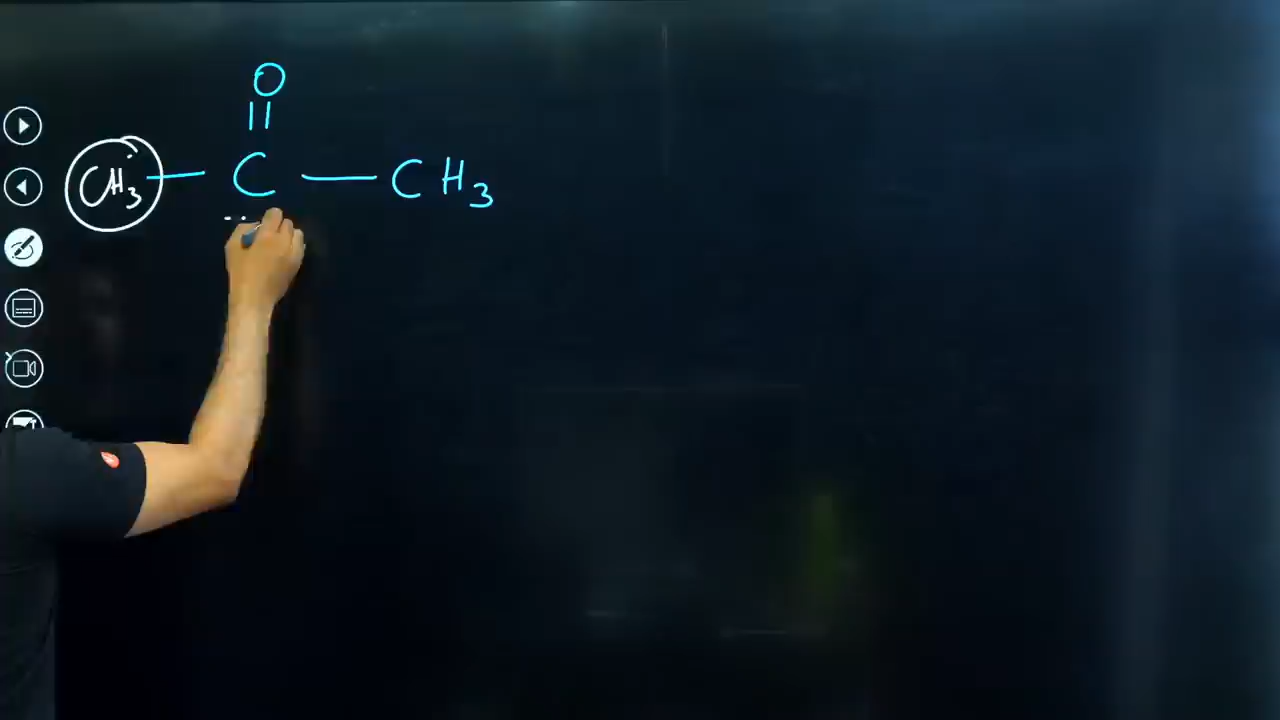 O
||
CH3 — C — CH3